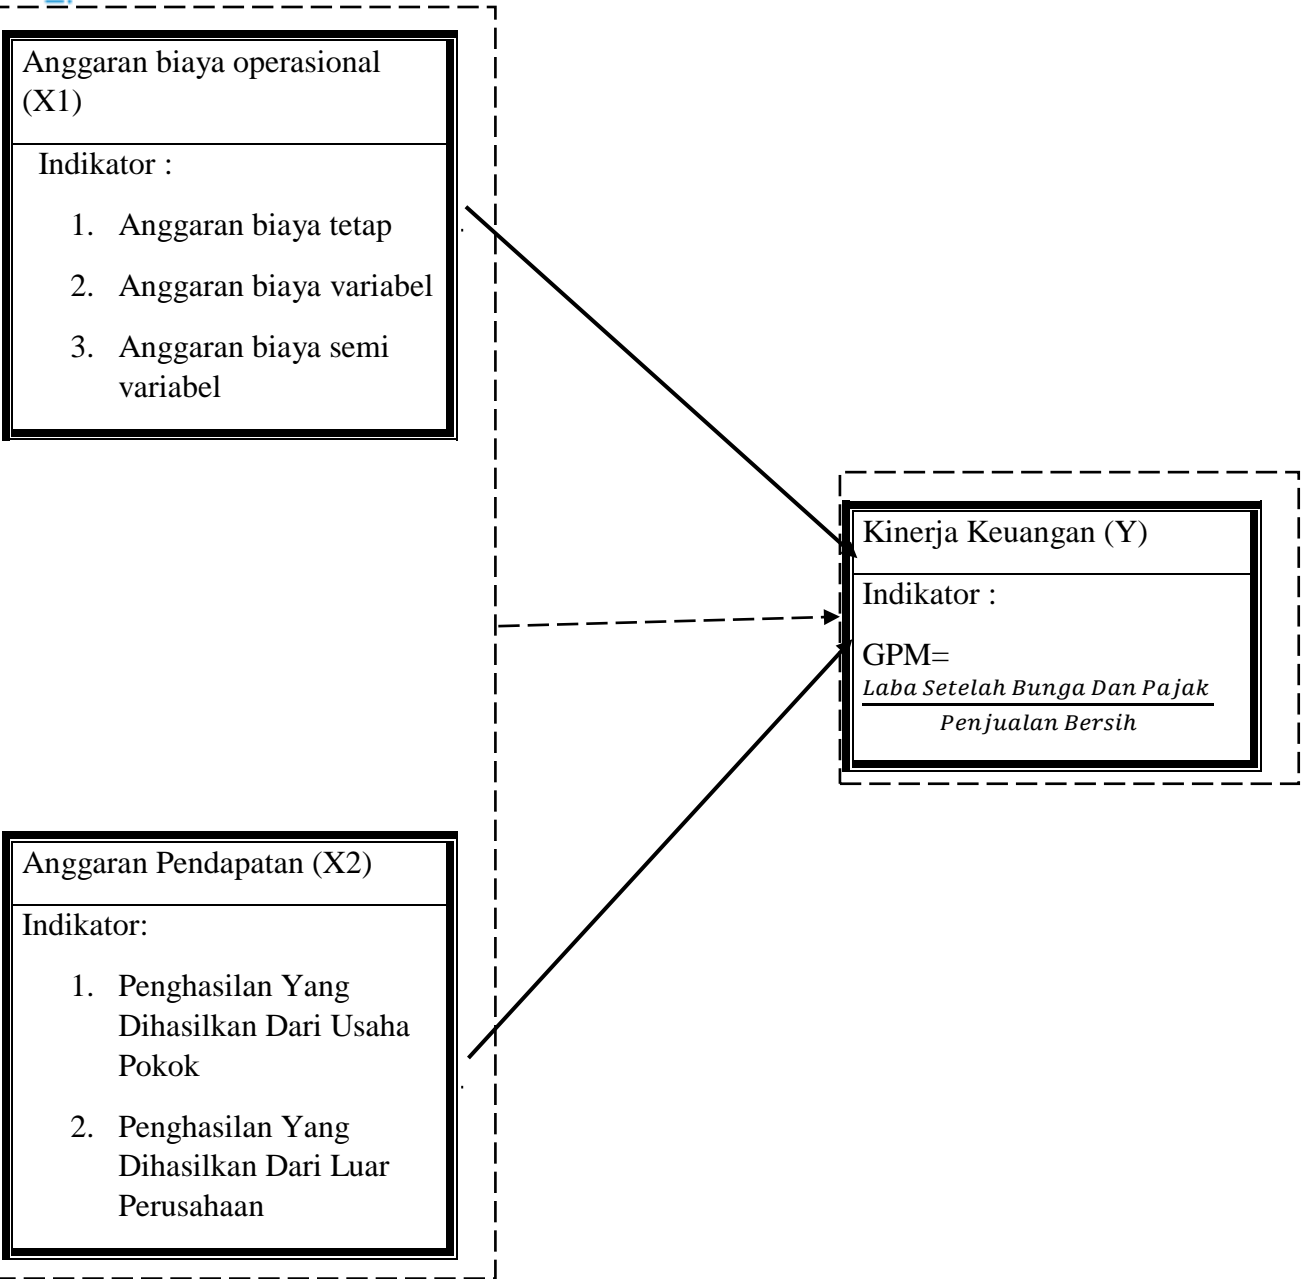 Anggaran biaya operasional
(X1)
Indikator :
1. Anggaran biaya tetap
2. Anggaran biaya variabel
3. Anggaran biaya semi
variabel
Kinerja Keuangan (Y)
Indikator :
GPM=
Laba Setelah Bunga Dan Pajak
Penjualan Bersih
Anggaran Pendapatan (X2)
Indikator:
1. Penghasilan Yang
Dihasilkan Dari Usaha
Pokok
2. Penghasilan Yang
Dihasilkan Dari Luar
Perusahaan